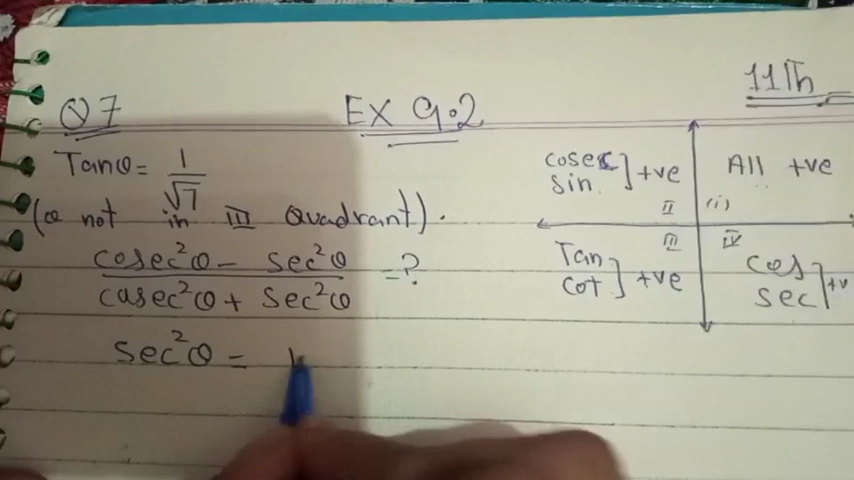 Q7 EX 9.2 11Th
Tanθ = 1/√7
(θ not in III Quadrant).
cosec²θ - sec²θ
cosec²θ + sec²θ = ?
sec²θ = 1
cosec sin ] +ve II
All +ve (i)
Tan cot ] +ve III
IV cos sec ] +v